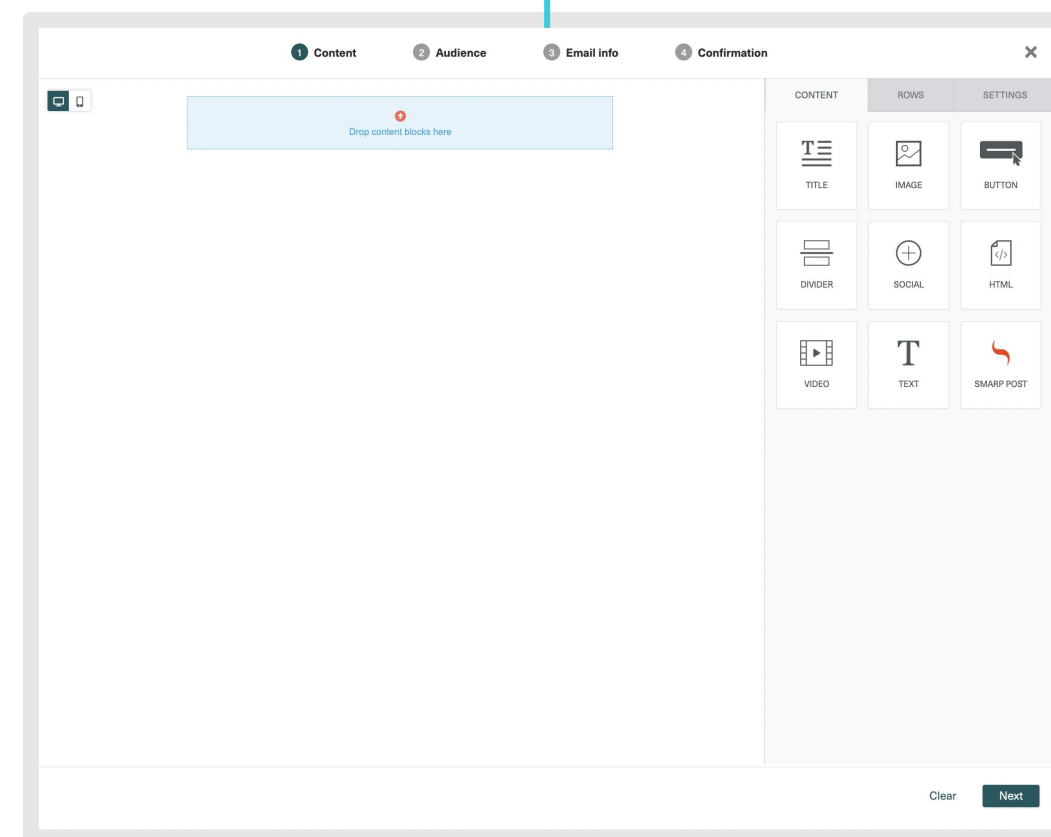 1 Content 2 Audience 3 Email info 4 Confirmation
CONTENT ROWS SETTINGS
Drop content blocks here
TITLE IMAGE BUTTON
DIVIDER SOCIAL HTML
VIDEO TEXT SMARP POST
Clear Next